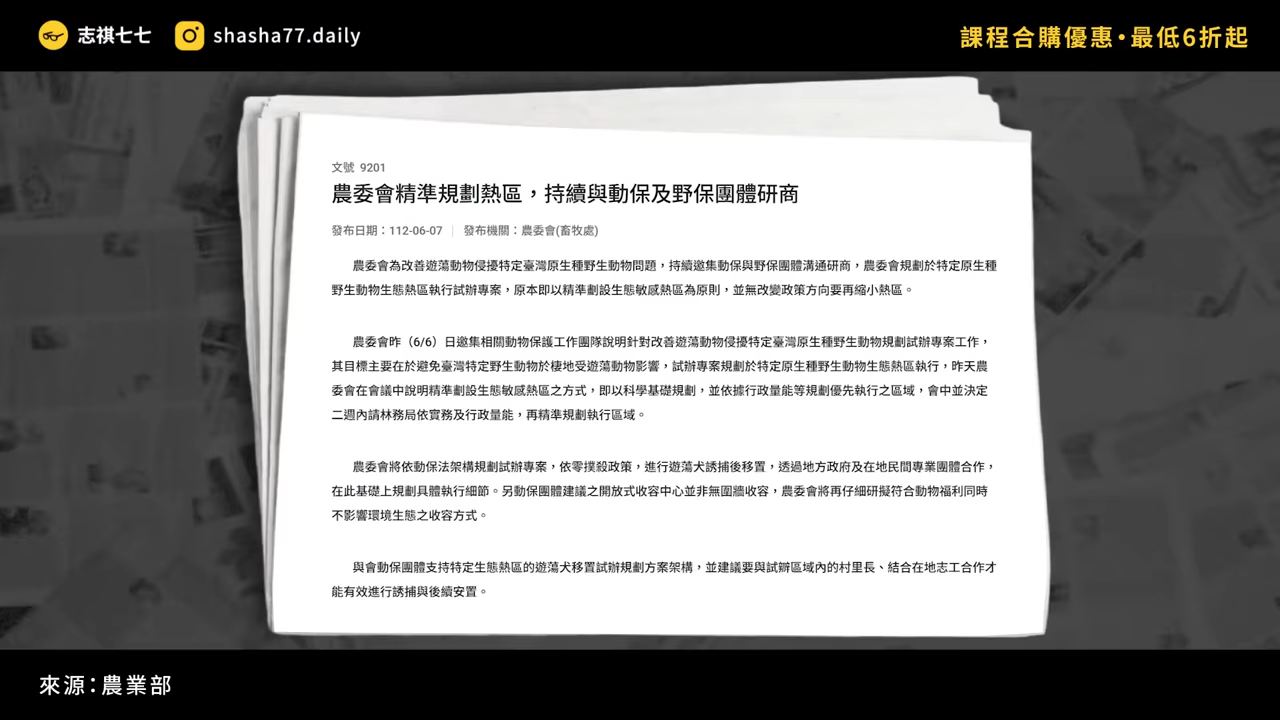 志祺七七
shasha77.daily
課程合購優惠•最低6折起
文號 9201
農委會精準規劃熱區，持續與動保及野保團體研商
發布日期：112-06-07 | 發布機關：農委會(畜牧處)
農委會為改善遊蕩動物侵擾特定臺灣原生種野生動物問題，持續邀集動保與野保團體溝通研商，農委會規劃於特定原生種
野生動物生態熱區執行試辦專案，原本即以精準劃設生態敏感熱區為原則，並無改變政策方向要再縮小熱區。
農委會昨（6/6）日邀集相關動物保護工作團隊說明針對改善遊蕩動物侵擾特定臺灣原生種野生動物規劃試辦專案工作，
其目標主要在於避免臺灣特定野生動物於棲地受遊蕩動物影響，試辦專案規劃於特定原生種野生動物生態熱區執行，昨天農
委會在會議中說明精準劃設生態敏感熱區之方式，即以科學基礎規劃，並依據行政量能等規劃優先執行之區域，會中並決定
二週內請林務局依實務及行政量能，再精準規劃執行區域。
農委會將依動保法架構規劃試辦專案，依零撲殺政策，進行遊蕩犬誘捕後移置，透過地方政府及在地民間專業團體合作，
在此基礎上規劃具體執行細節。另動保團體建議之開放式收容中心並非無圍牆收容，農委會將再仔細研擬符合動物福利同時
不影響環境生態之收容方式。
與會動保團體支持特定生態熱區的遊蕩犬移置試辦規劃方案架構，並建議要與試辦區域內的村里長、結合在地志工合作才
能有效進行誘捕與後續安置。
來源：農業部